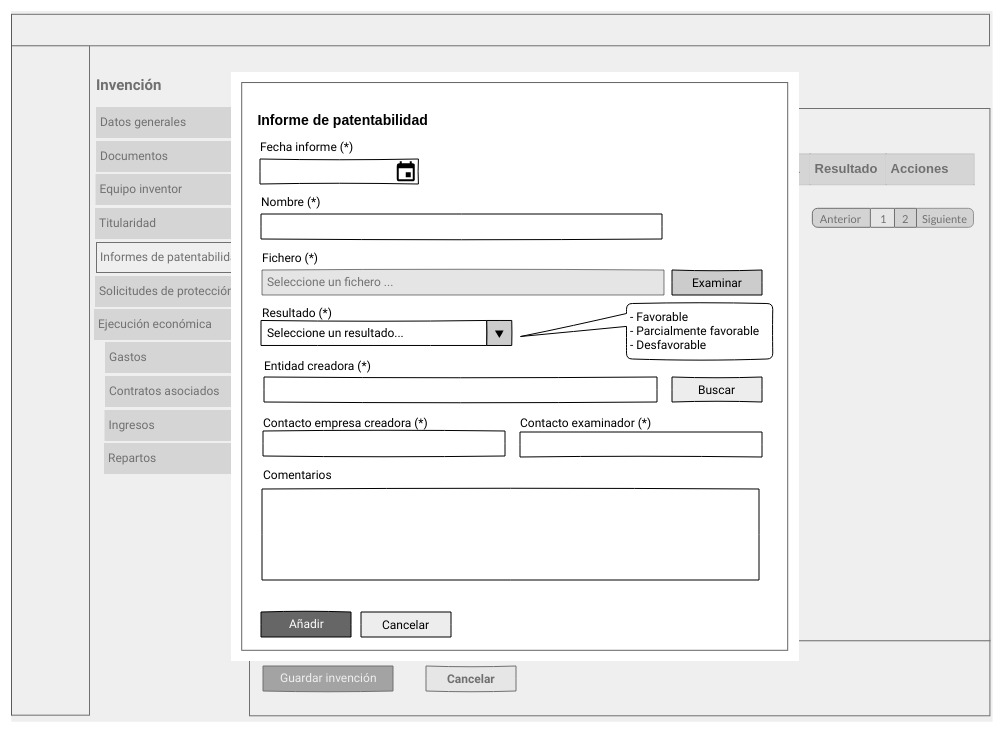 Invención
Datos generales
Documentos
Equipo inventor
Titularidad
Informes de patentabilid
Solicitudes de protección
Ejecución económica
Gastos
Contratos asociados
Ingresos
Repartos
Informe de patentabilidad
Fecha informe (*)
Nombre (*)
Fichero (*)
Seleccione un fichero ...
Examinar
Resultado (*)
Seleccione un resultado...
- Favorable
- Parcialmente favorable
- Desfavorable
Entidad creadora (*)
Buscar
Contacto empresa creadora (*)
Contacto examinador (*)
Comentarios
Añadir
Cancelar
Resultado
Acciones
Anterior 1 2 Siguiente
Guardar invención
Cancelar